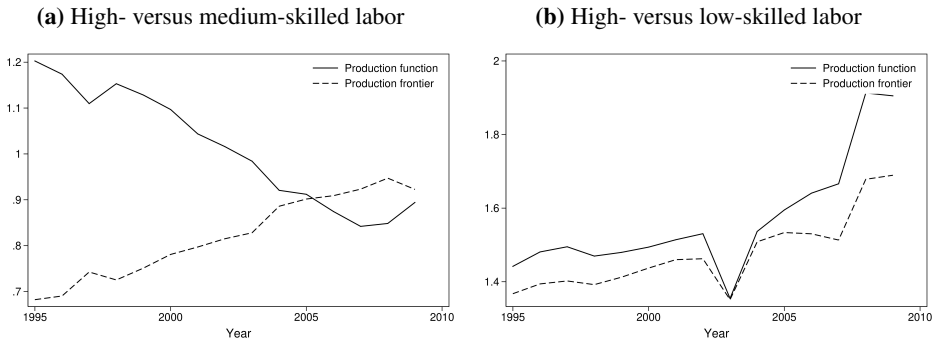 (a) High- versus medium-skilled labor
1.2
1.1
1
.9
.8
.7
1995
2000
2005
2010
Year
Production function
Production frontier
(b) High- versus low-skilled labor
2
1.8
1.6
1.4
1995
2000
2005
2010
Year
Production function
Production frontier